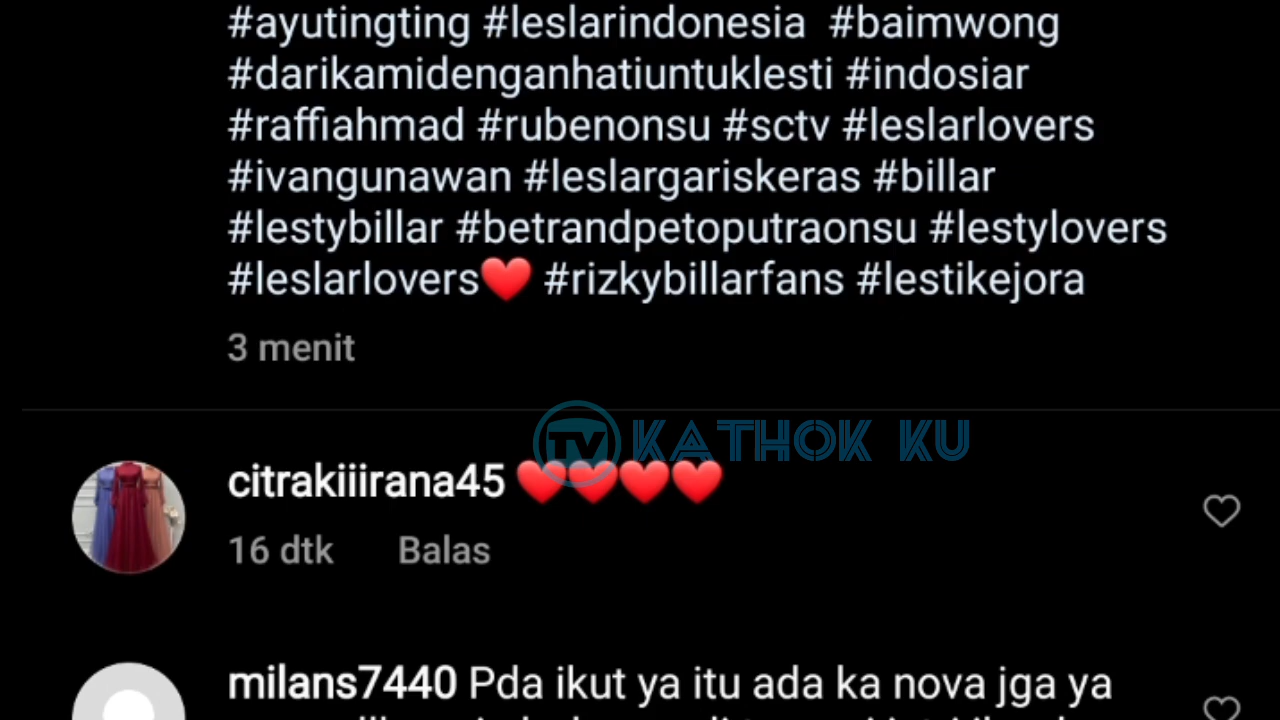 #ayutingting #leslarindonesia #baimwong
#darikamidenganhatiuntuklesti #indosiar
#raffiahmad #rubenonsu #sctv #leslarlovers
#ivangunawan #leslargariskeras #billar
#lestybillar #betrandpetoputraonsu #lestylovers
#leslarlovers❤️ #rizkybillarfans #lestikejora
3 menit
TV KATHOK KU
citrakiiirana45 ❤️❤️❤️❤️
16 dtk Balas
milans7440 Pda ikut ya itu ada ka nova jga ya